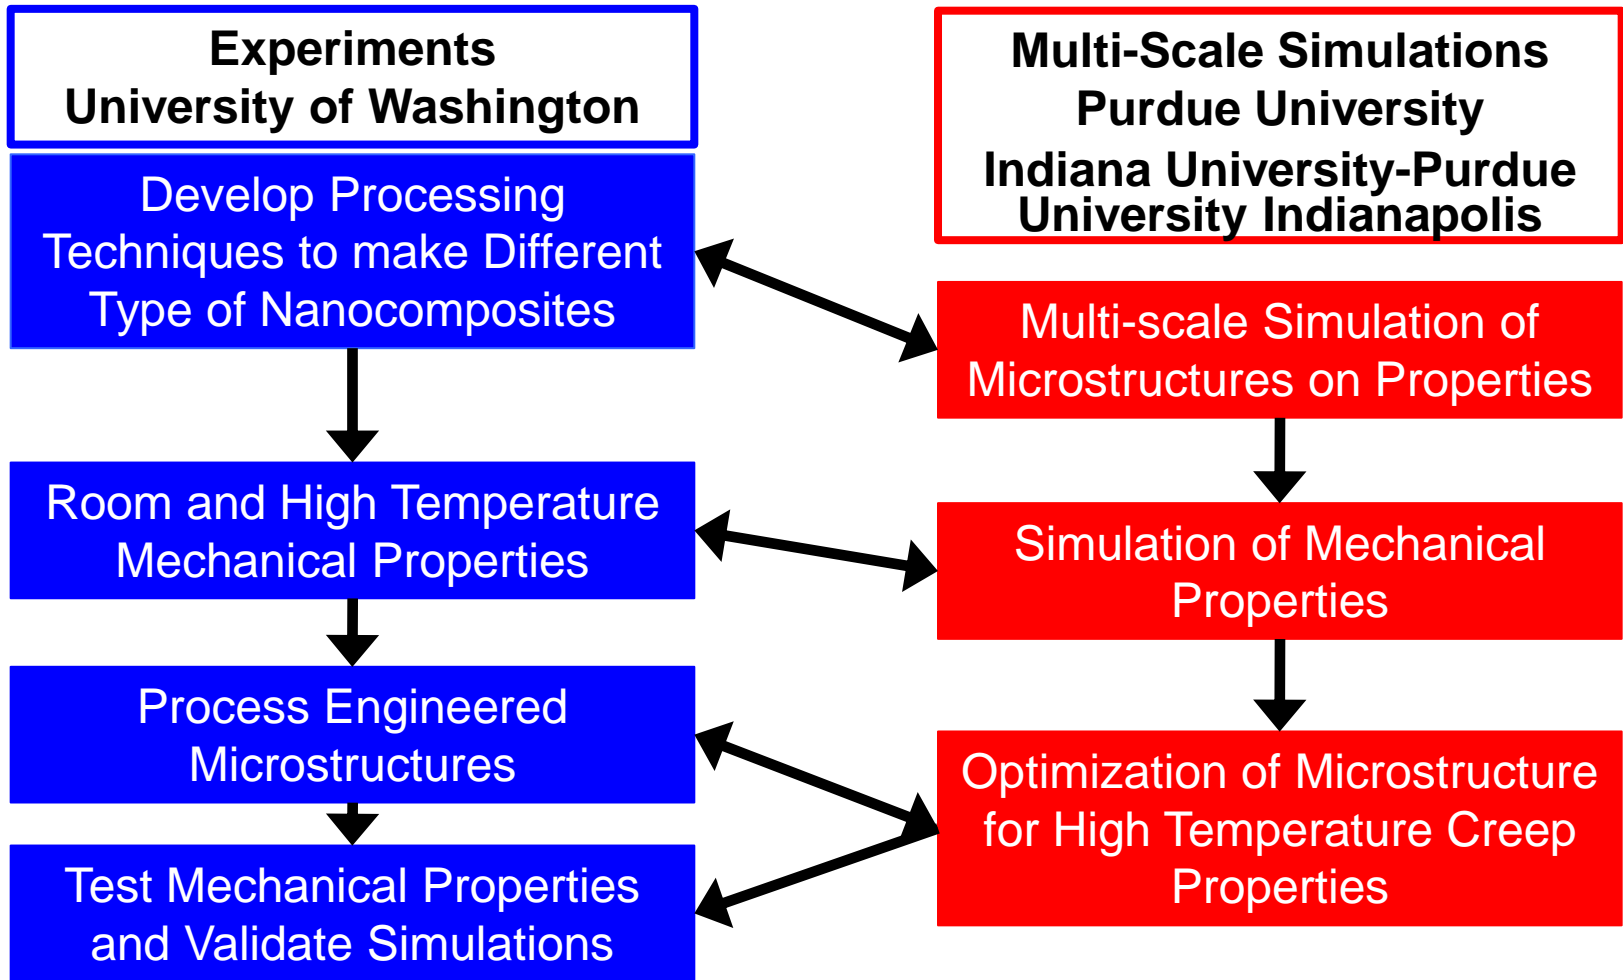 Experiments
University of Washington
Develop Processing
Techniques to make Different
Type of Nanocomposites
Room and High Temperature
Mechanical Properties
Process Engineered
Microstructures
Test Mechanical Properties
and Validate Simulations
Multi-Scale Simulations
Purdue University
Indiana University-Purdue
University Indianapolis
Multi-scale Simulation of
Microstructures on Properties
Simulation of Mechanical
Properties
Optimization of Microstructure
for High Temperature Creep
Properties